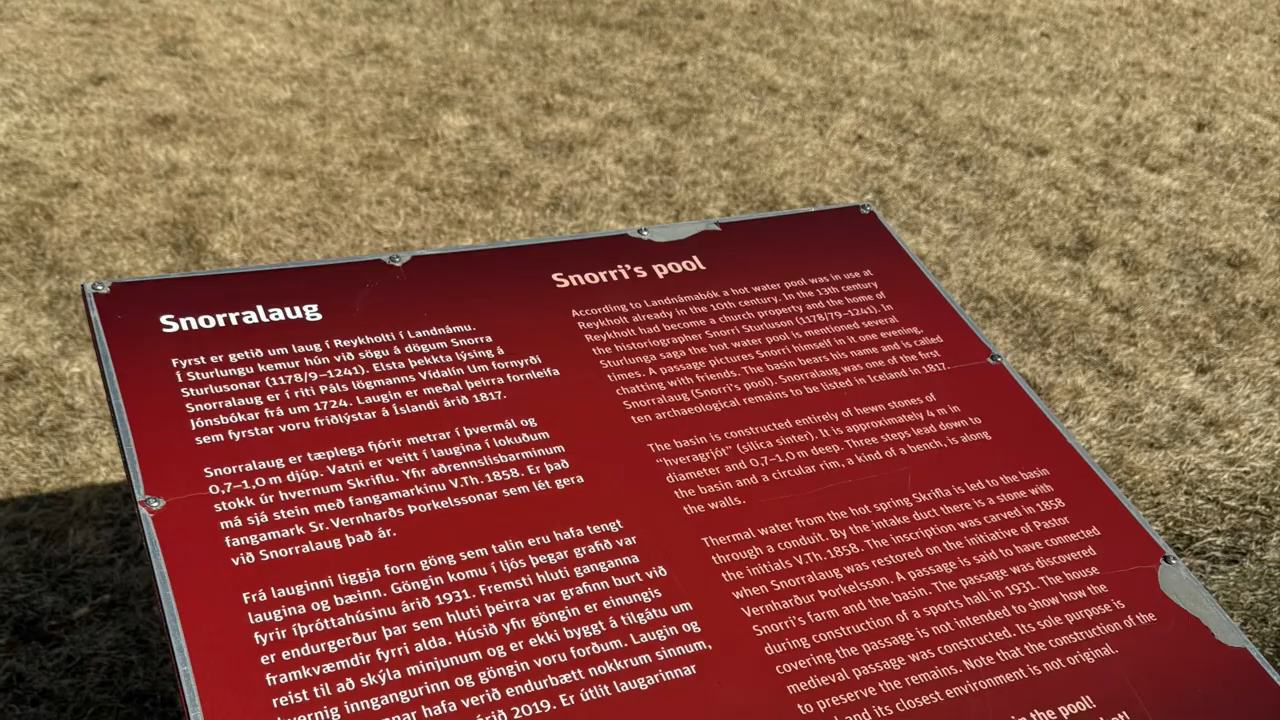 Snorralaug
Fyrst er getið um laug í Reykholti í Landnámu.
Í Sturlungu kemur hún við sögu á dögum Snorra
Sturlusonar (1178/9–1241). Elsta þekkta lýsing á
Snorralaug er í riti Páls lögmanns Vídalín Um fornyrði
Jónsbókar frá um 1724. Laugin er meðal þeirra fornleifa
sem fyrstar voru friðlýstar á Íslandi árið 1817.
Snorralaug er tæplega fjórir metrar í þvermál og
0,7–1,0 m djúp. Vatni er veitt í laugina í lokuðum
stokk úr hvernum Skriflu. Yfir aðrennslisbarminum
má sjá stein með fangamarkinu V.Th. 1858. Er það
fangamark Sr. Vernharðs Þorkelssonar sem lét gera
við Snorralaug það ár.
Frá lauginni liggja forn göng sem talin eru hafa tengt
laugina og bæinn. Göngin komu í ljós þegar grafið var
fyrir íþróttahúsinu árið 1931. Fremsti hluti ganganna
er endurgerður þar sem hluti þeirra var grafinn burt við
framkvæmdir fyrri alda. Húsið yfir göngin er einungis
reist til að skýla minjunum og er ekki byggt á tilgátu um
hvernig inngangurinn og göngin voru forðum. Laugin og
hafa verið endurbætt nokkrum sinnum,
árið 2019. Er útlit laugarinnar
Snorri's pool
According to Landnámabók a hot water pool was in use at
Reykholt already in the 10th century. In the 13th century
Reykholt had become a church property and the home of
the historiographer Snorri Sturluson (1178/79–1241). In
Sturlunga saga the hot water pool is mentioned several
times. A passage pictures Snorri himself in it one evening,
chatting with friends. The basin bears his name and is called
Snorralaug (Snorri's pool). Snorralaug was one of the first
ten archaeological remains to be listed in Iceland in 1817.
The basin is constructed entirely of hewn stones of
"hveragrjót" (silica sinter). It is approximately 4 m in
diameter and 0,7–1,0 m deep. Three steps lead down to
the basin and a circular rim, a kind of a bench, is along
the walls.
Thermal water from the hot spring Skrifla is led to the basin
through a conduit. By the intake duct there is a stone with
the initials V.Th. 1858. The inscription was carved in 1858
when Snorralaug was restored on the initiative of Pastor
Vernharður Þorkelsson. A passage is said to have connected
Snorri's farm and the basin. The passage was discovered
during construction of a sports hall in 1931. The house
covering the passage is not intended to show how the
medieval passage was constructed. Its sole purpose is
to preserve the remains. Note that the construction of the
and its closest environment is not original.
in the pool!